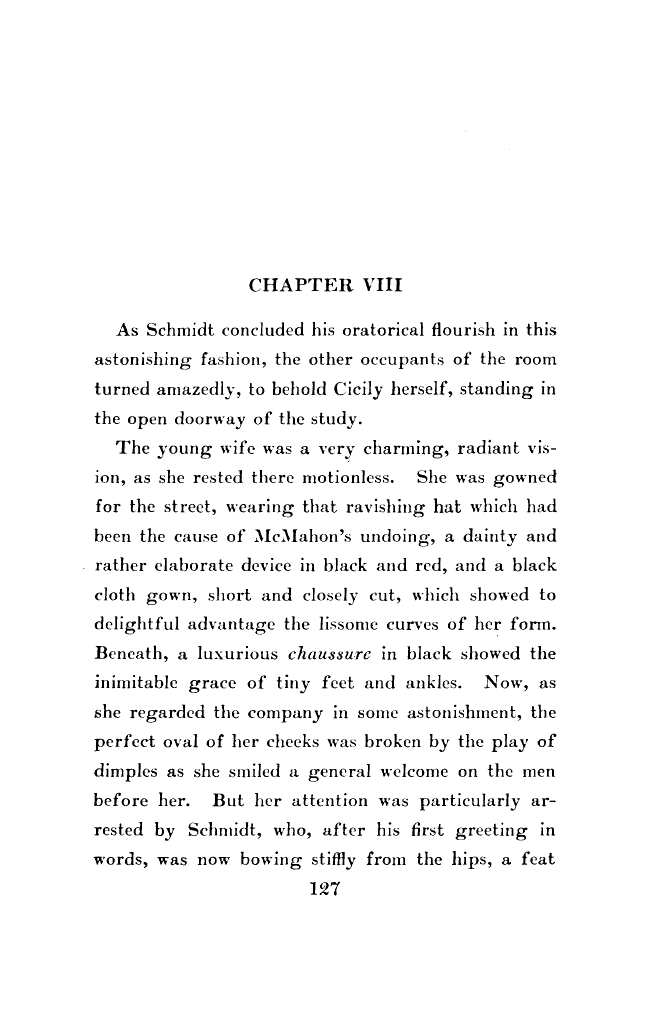 CHAPTER VIII
As Schmidt concluded his oratorical flourish in this
astonishing fashion, the other occupants of the room
turned amazedly, to behold Cicily herself, standing in
the open doorway of the study.
The young wife was a very charming, radiant vis-
ion, as she rested there motionless. She was gowned
for the street, wearing that ravishing hat which had
been the cause of McMahon's undoing, a dainty and
rather elaborate device in black and red, and a black
cloth gown, short and closely cut, which showed to
delightful advantage the lissome curves of her form.
Beneath, a luxurious chaussure in black showed the
inimitable grace of tiny feet and ankles. Now, as
she regarded the company in some astonishment, the
perfect oval of her cheeks was broken by the play of
dimples as she smiled a general welcome on the men
before her. But her attention was particularly ar-
rested by Schmidt, who, after his first greeting in
words, was now bowing stiffly from the hips, a feat
127